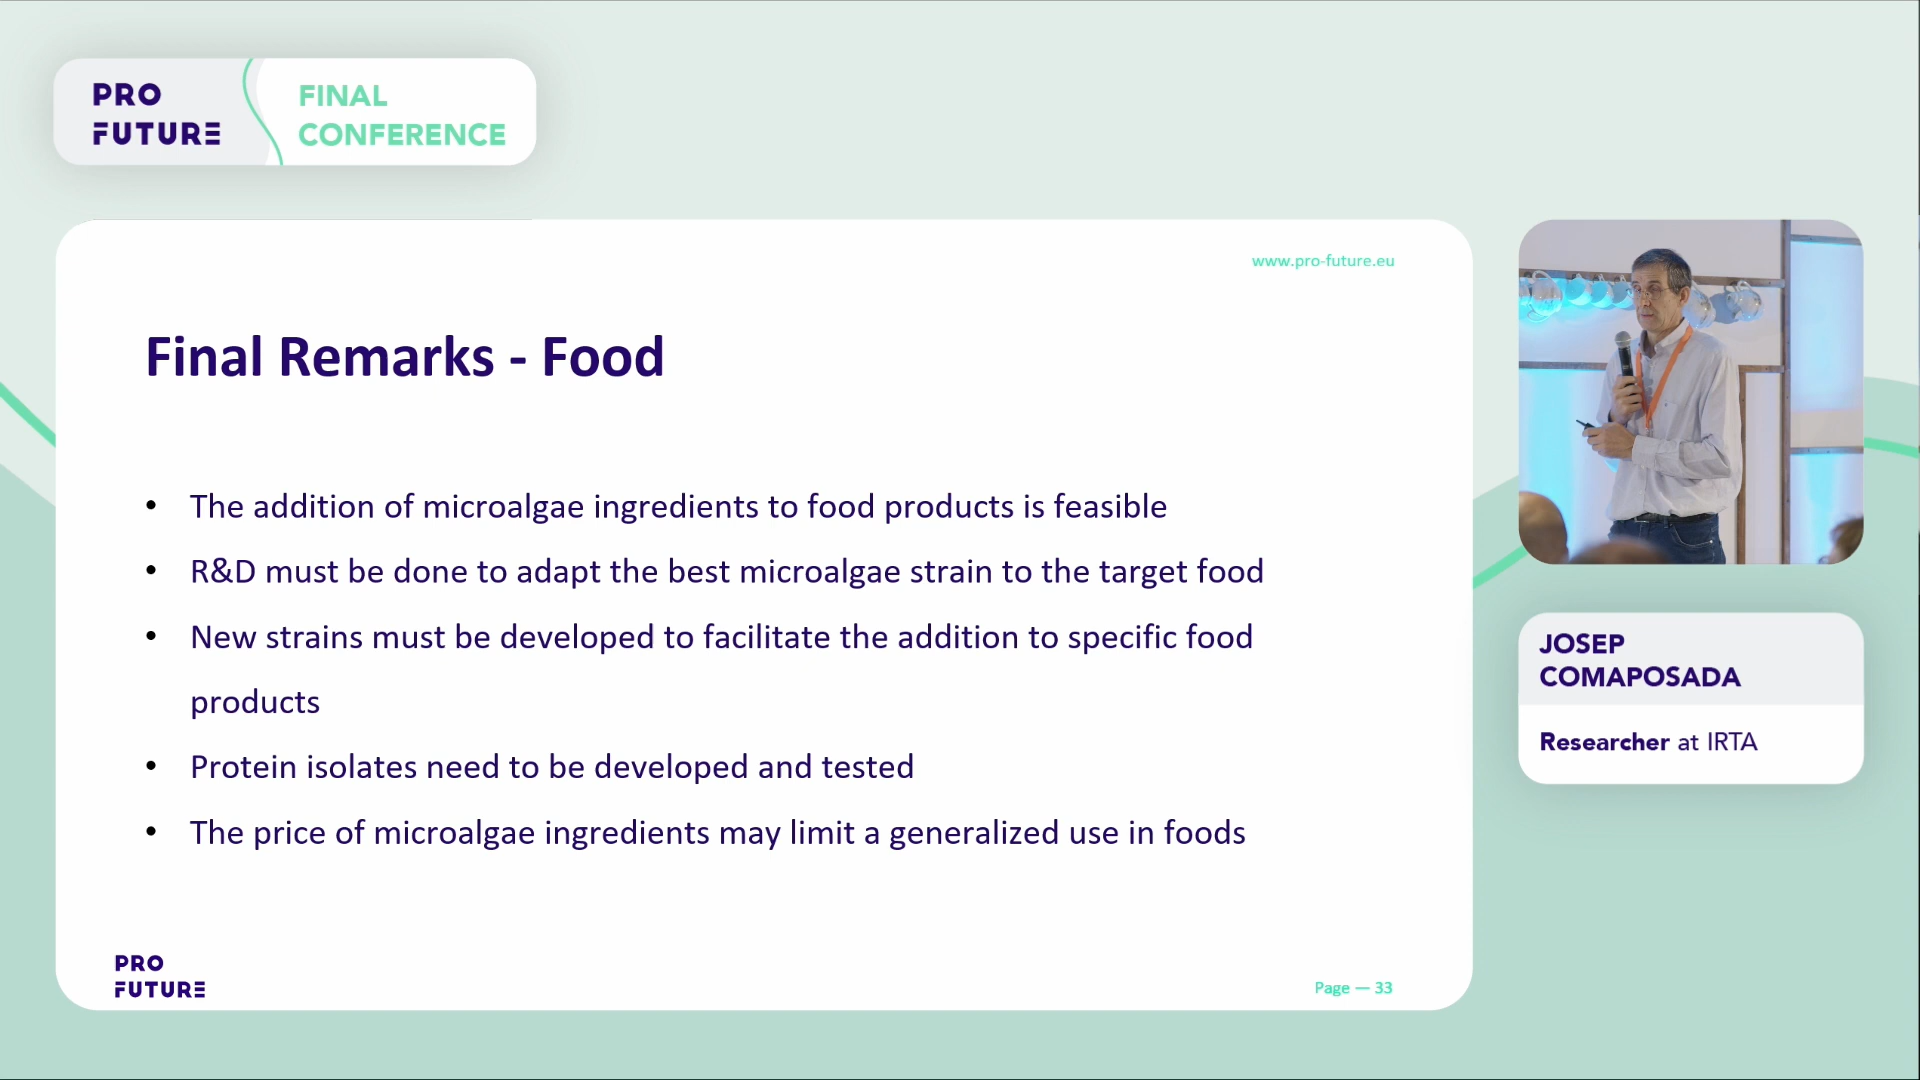 PRO
FUTURE
FINAL
CONFERENCE
www.pro-future.eu
Final Remarks - Food
• The addition of microalgae ingredients to food products is feasible
• R&D must be done to adapt the best microalgae strain to the target food
• New strains must be developed to facilitate the addition to specific food
products
• Protein isolates need to be developed and tested
• The price of microalgae ingredients may limit a generalized use in foods
PRO
FUTURE
Page — 33
JOSEP
COMAPOSADA
Researcher at IRTA